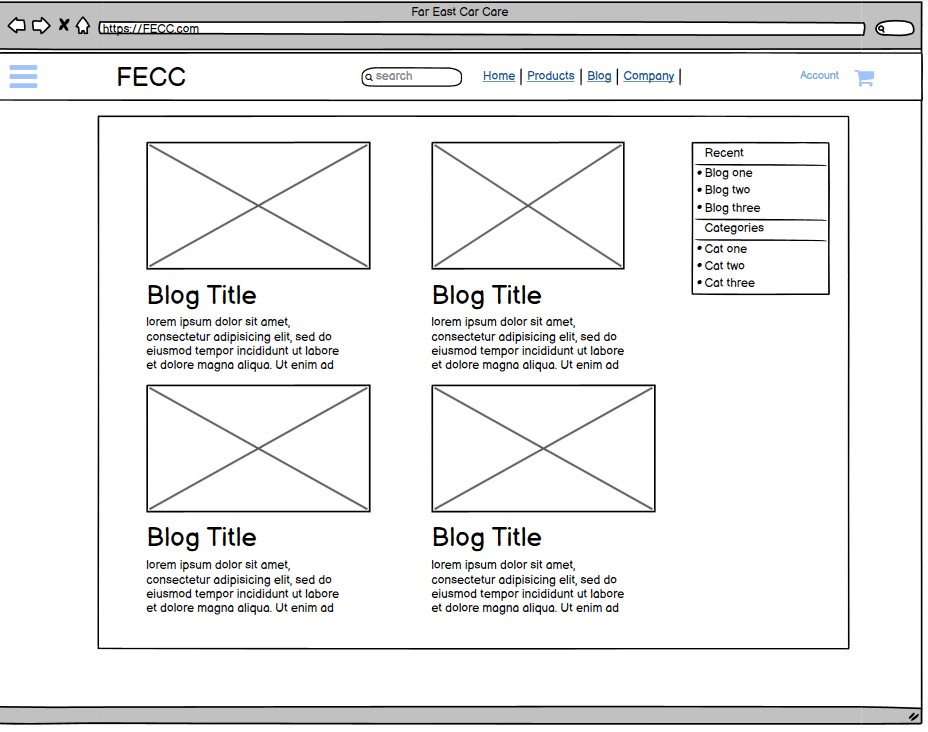 Far East Car Care
https://FECC.com
FECC
search
Home | Products | Blog | Company |
Account
Blog Title
lorem ipsum dolor sit amet,
consectetur adipisicing elit, sed do
eiusmod tempor incididunt ut labore
et dolore magna aliqua. Ut enim ad
Blog Title
lorem ipsum dolor sit amet,
consectetur adipisicing elit, sed do
eiusmod tempor incididunt ut labore
et dolore magna aliqua. Ut enim ad
Recent
• Blog one
• Blog two
• Blog three
Categories
• Cat one
• Cat two
• Cat three
Blog Title
lorem ipsum dolor sit amet,
consectetur adipisicing elit, sed do
eiusmod tempor incididunt ut labore
et dolore magna aliqua. Ut enim ad
Blog Title
lorem ipsum dolor sit amet,
consectetur adipisicing elit, sed do
eiusmod tempor incididunt ut labore
et dolore magna aliqua. Ut enim ad